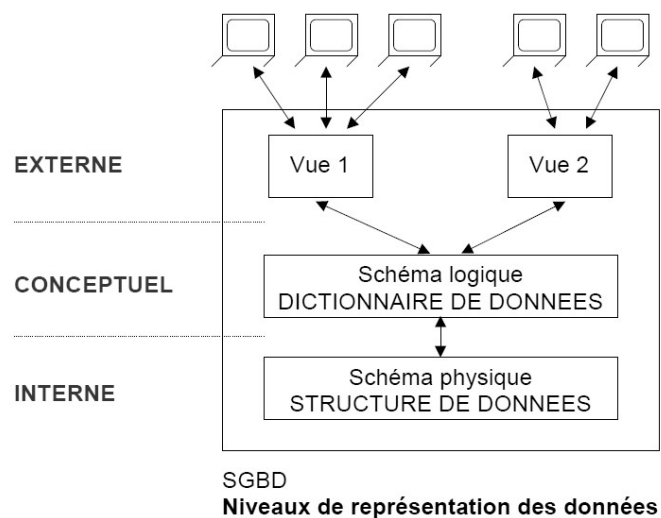 EXTERNE
Vue 1
Vue 2
CONCEPTUEL
Schéma logique
DICTIONNAIRE DE DONNEES
INTERNE
Schéma physique
STRUCTURE DE DONNEES
SGBD
Niveaux de représentation des données